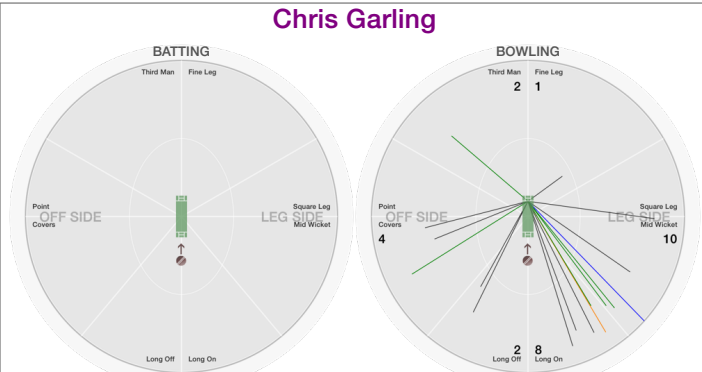 Chris Garling
BATTING
Third Man Fine Leg
Point Square Leg
OFF SIDE LEG SIDE
Covers Mid Wicket
Long Off Long On
BOWLING
Third Man Fine Leg
2 1
Point Square Leg
OFF SIDE LEG SIDE
Covers Mid Wicket
4 10
2 8
Long Off Long On